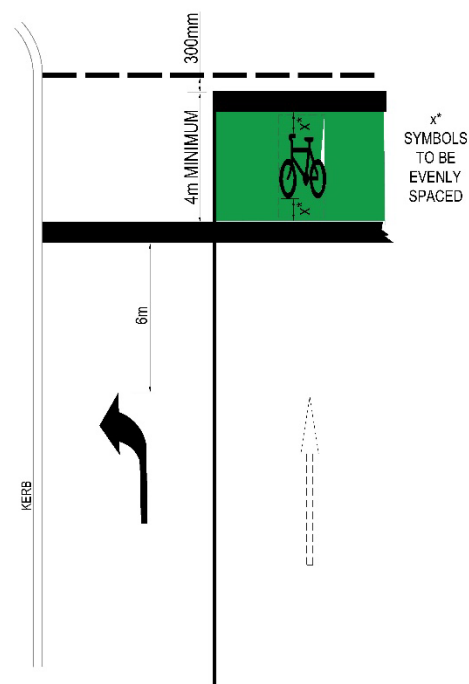 300mm
4m MINIMUM
x*
x*
x*
SYMBOLS
TO BE
EVENLY
SPACED
6m
KERB